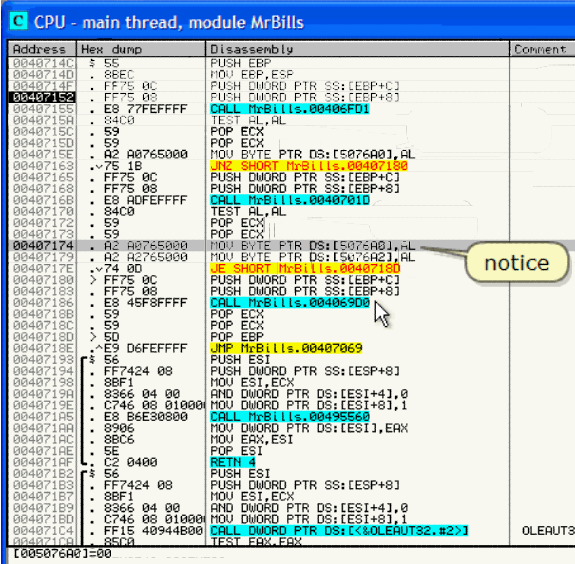 C CPU - main thread, module MrBills
Address Hex dump Disassembly Comment
0040714C $ 55 PUSH EBP
0040714D . 8BEC MOV EBP,ESP
0040714F . FF75 0C PUSH DWORD PTR SS:[EBP+C]
00407152 . FF75 08 PUSH DWORD PTR SS:[EBP+8]
00407155 . E8 77FEFFFF CALL MrBills.00406FD1
0040715A . 84C0 TEST AL,AL
0040715C . 59 POP ECX
0040715D . 59 POP ECX
0040715E . A2 A0765000 MOV BYTE PTR DS:[5076A0],AL
00407163 .v75 1B JNZ SHORT MrBills.00407180
00407165 . FF75 0C PUSH DWORD PTR SS:[EBP+C]
00407168 . FF75 08 PUSH DWORD PTR SS:[EBP+8]
0040716B . E8 ADFEFFFF CALL MrBills.0040701D
00407170 . 84C0 TEST AL,AL
00407172 . 59 POP ECX
00407173 . 59 POP ECX
00407174 . A2 A0765000 MOV BYTE PTR DS:[5076A0],AL
00407179 . A2 A2765000 MOV BYTE PTR DS:[5076A2],AL
0040717E .v74 0D JE SHORT MrBills.0040718D
00407180 > FF75 0C PUSH DWORD PTR SS:[EBP+C]
00407183 . FF75 08 PUSH DWORD PTR SS:[EBP+8]
00407186 . E8 45F8FFFF CALL MrBills.004069D0
0040718B . 59 POP ECX
0040718C . 59 POP ECX
0040718D > 5D POP EBP
0040718E .^E9 D6FEFFFF JMP MrBills.00407069
00407193 $ 56 PUSH ESI
00407194 . FF7424 08 PUSH DWORD PTR SS:[ESP+8]
00407198 . 8BF1 MOV ESI,ECX
0040719A . 8366 04 00 AND DWORD PTR DS:[ESI+4],0
0040719E . C746 08 01000 MOV DWORD PTR DS:[ESI+8],1
004071A5 . E8 B6E30800 CALL MrBills.00495560
004071AA . 8906 MOV DWORD PTR DS:[ESI],EAX
004071AC . 8BC6 MOV EAX,ESI
004071AE . 5E POP ESI
004071AF . C2 0400 RETN 4
004071B2 $ 56 PUSH ESI
004071B3 . FF7424 08 PUSH DWORD PTR SS:[ESP+8]
004071B7 . 8BF1 MOV ESI,ECX
004071B9 . 8366 04 00 AND DWORD PTR DS:[ESI+4],0
004071BD . C746 08 01000 MOV DWORD PTR DS:[ESI+8],1
004071C4 . FF15 40944B00 CALL DWORD PTR DS:[<&OLEAUT32.#2>] OLEAUT3
004071CA . 85C0 TEST EAX,EAX
notice
[005076A0]=00